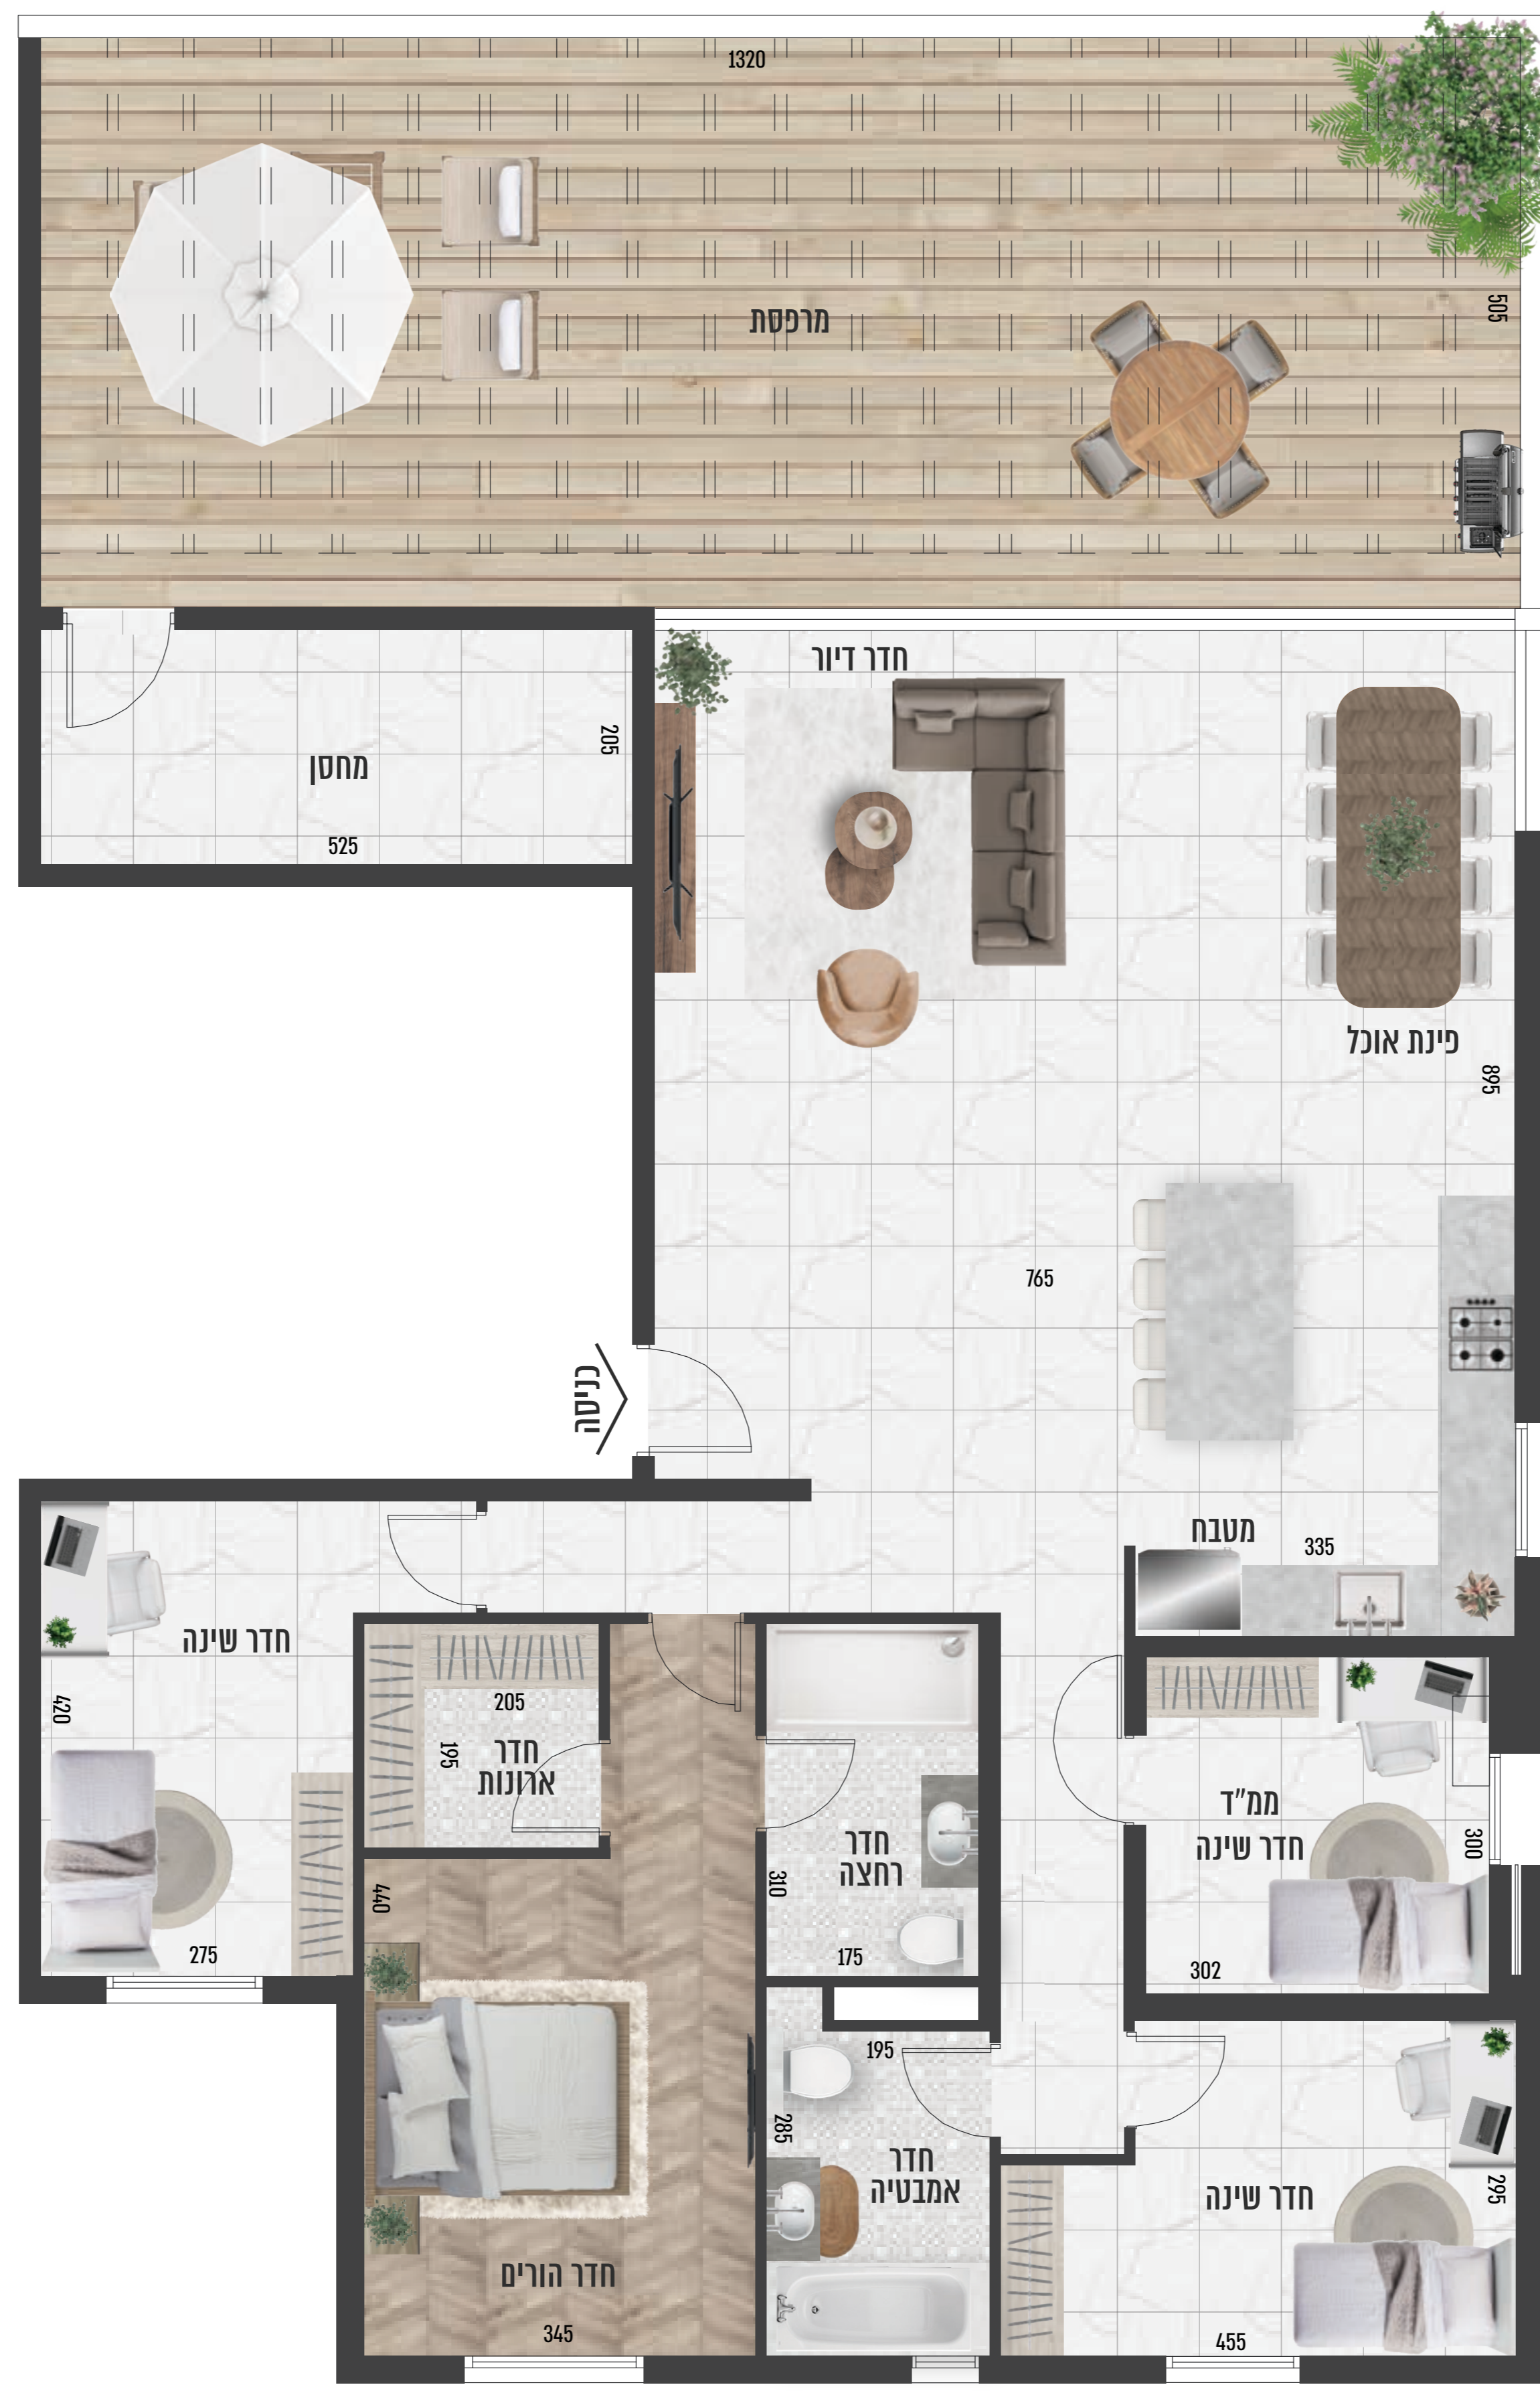 1320
מרפסת
505
חדר דיור
205
מחסן
525
פינת אוכל
895
765
כניסה
מטבח
335
חדר שינה
420
275
205
195
חדר
ארונות
440
חדר
רחצה
310
175
ממ"ד
חדר שינה
300
302
195
285
חדר
אמבטיה
חדר שינה
295
455
חדר הורים
345